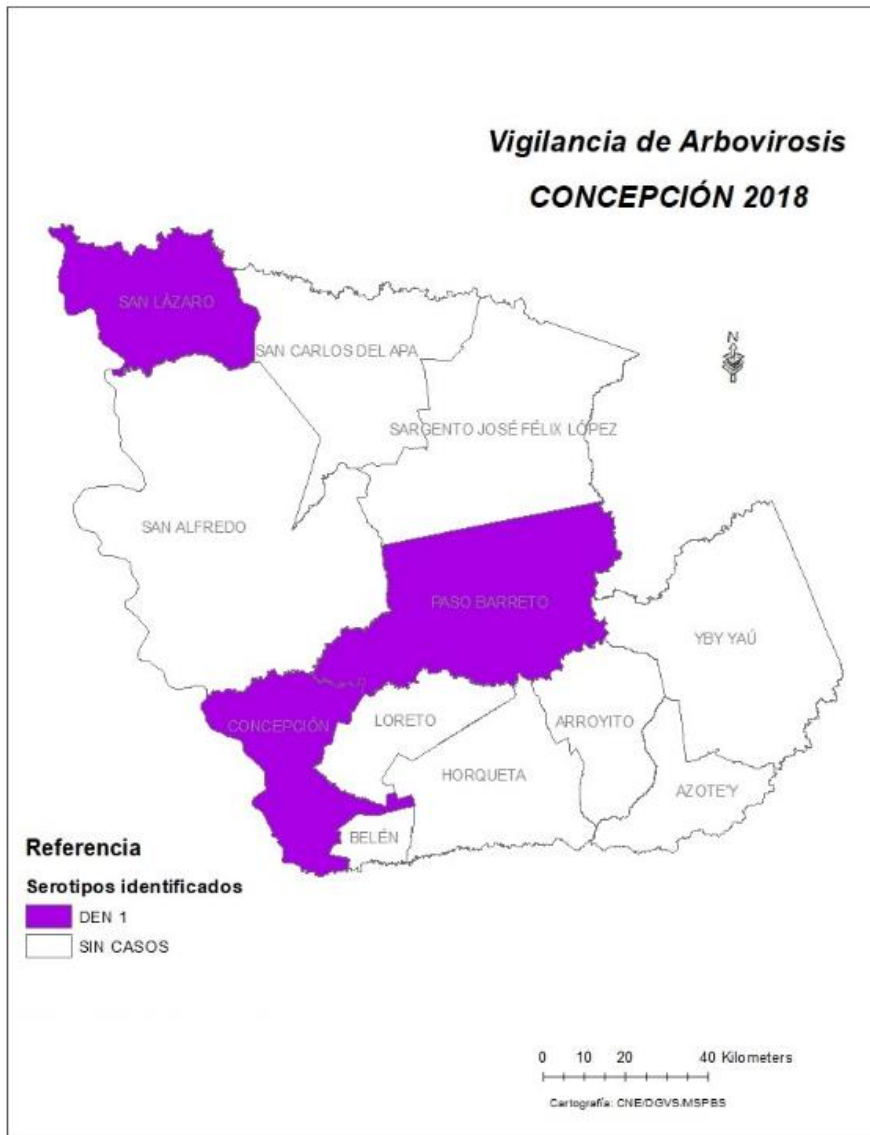 Vigilancia de Arbovirosis
CONCEPCIÓN 2018
SAN LÁZARO
N
SAN CARLOS DEL APA
SARGENTO JOSÉ FÉLIX LÓPEZ
SAN ALFREDO
PASO BARRETO
YBY YAÚ
CONCEPCIÓN
LORETO
ARROYITO
HORQUETA
AZOTE'Y
BELÉN
Referencia
Serotipos identificados
DEN 1
SIN CASOS
0 10 20 40 Kilometers
Cartografía: CNE/DGVS/MSPBS